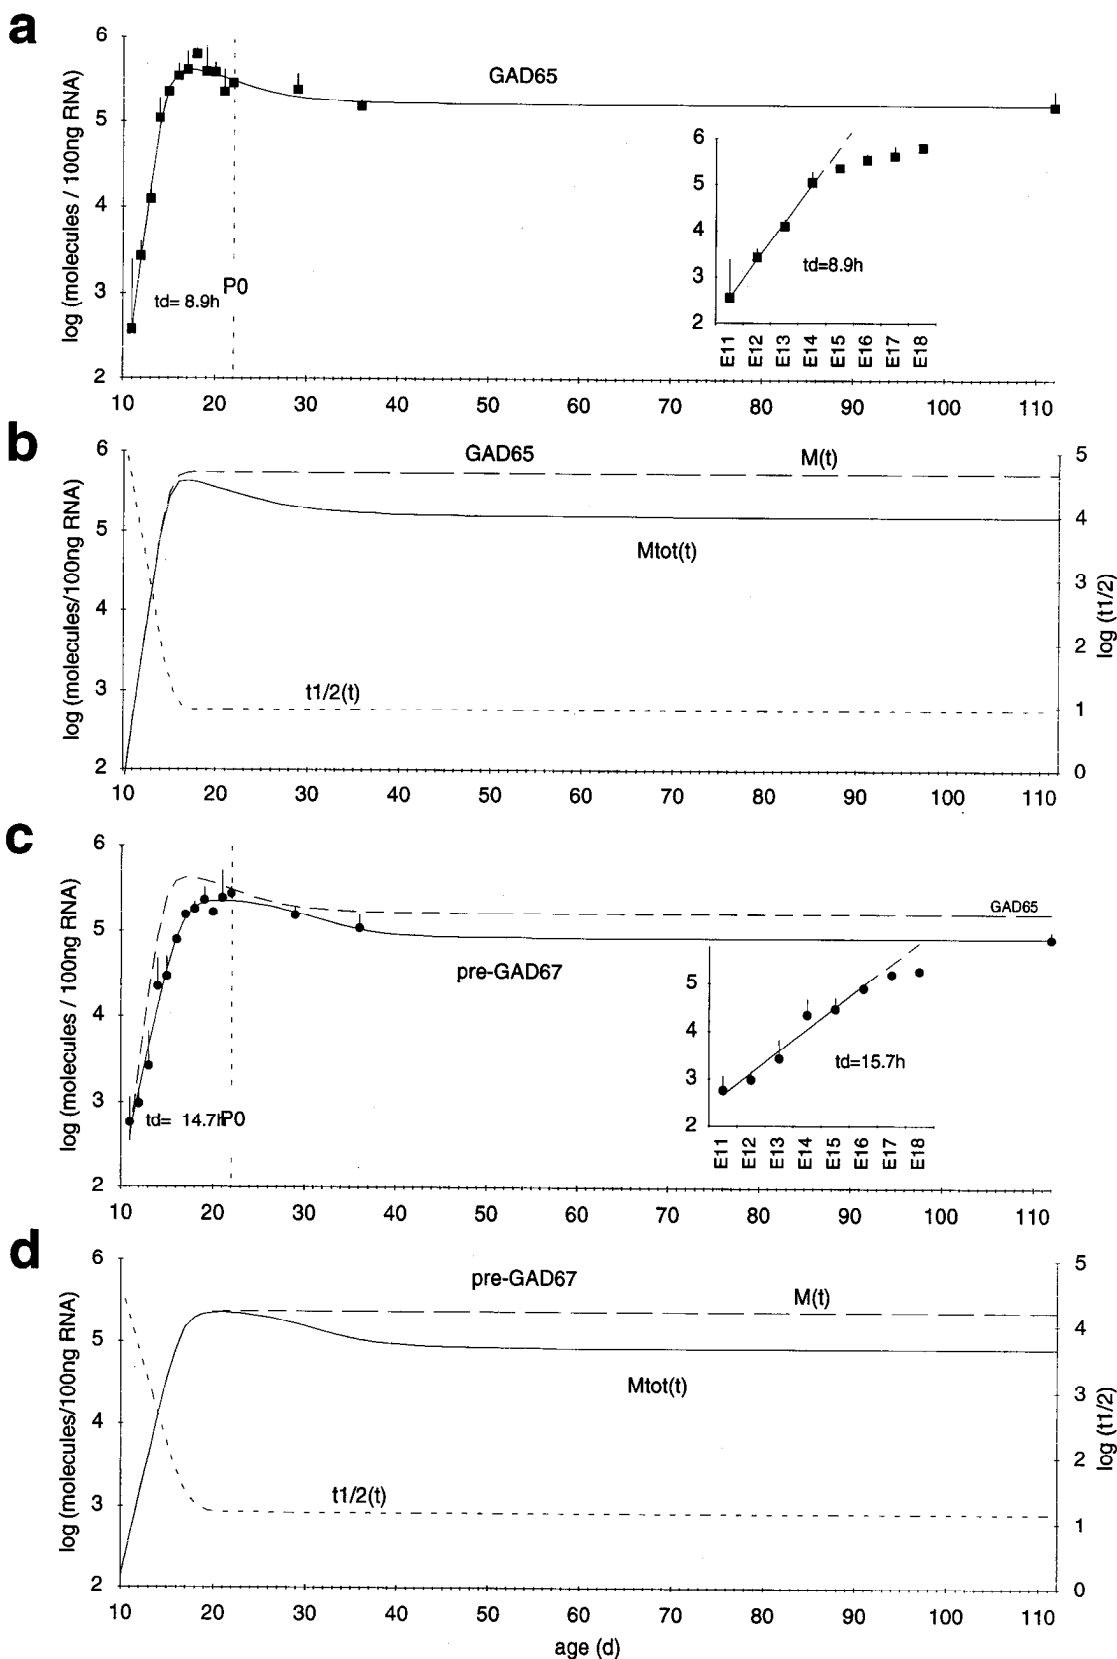 a
6
5
4
3
2
log (molecules / 100ng RNA)
GAD65
td= 8.9h
P0
6
5
4
3
2
td=8.9h
E11 E12 E13 E14 E15 E16 E17 E18
10 20 30 40 50 60 70 80 90 100 110
b
6
5
4
3
2
log (molecules/100ng RNA)
GAD65
M(t)
Mtot(t)
t1/2(t)
5
4
3
2
1
0
log (t1/2)
10 20 30 40 50 60 70 80 90 100 110
c
6
5
4
3
2
log (molecules / 100ng RNA)
GAD65
pre-GAD67
td= 14.7h
P0
5
4
3
2
td=15.7h
E11 E12 E13 E14 E15 E16 E17 E18
10 20 30 40 50 60 70 80 90 100 110
d
6
5
4
3
2
log (molecules/100ng RNA)
pre-GAD67
M(t)
Mtot(t)
t1/2(t)
5
4
3
2
1
0
log (t1/2)
10 20 30 40 50 60 70 80 90 100 110
age (d)